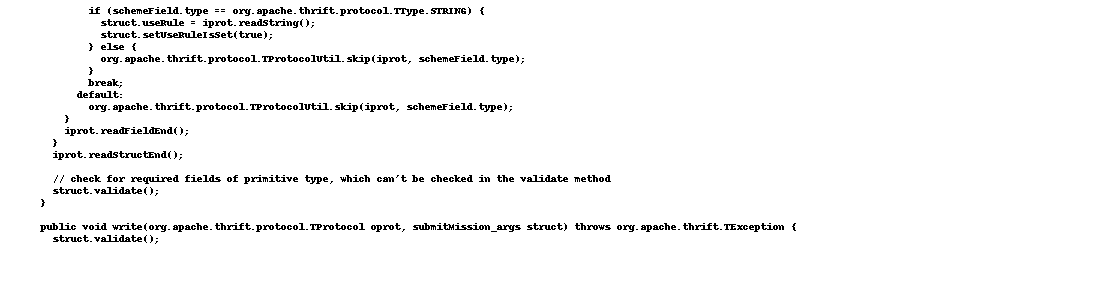 if (schemeField.type == org.apache.thrift.protocol.TType.STRING) {
struct.useRule = iprot.readString();
struct.setUseRuleIsSet(true);
} else {
org.apache.thrift.protocol.TProtocolUtil.skip(iprot, schemeField.type);
}
break;
default:
org.apache.thrift.protocol.TProtocolUtil.skip(iprot, schemeField.type);
}
iprot.readFieldEnd();
}
iprot.readStructEnd();
// check for required fields of primitive type, which can't be checked in the validate method
struct.validate();
}
public void write(org.apache.thrift.protocol.TProtocol oprot, submitMission_args struct) throws org.apache.thrift.TException {
struct.validate();